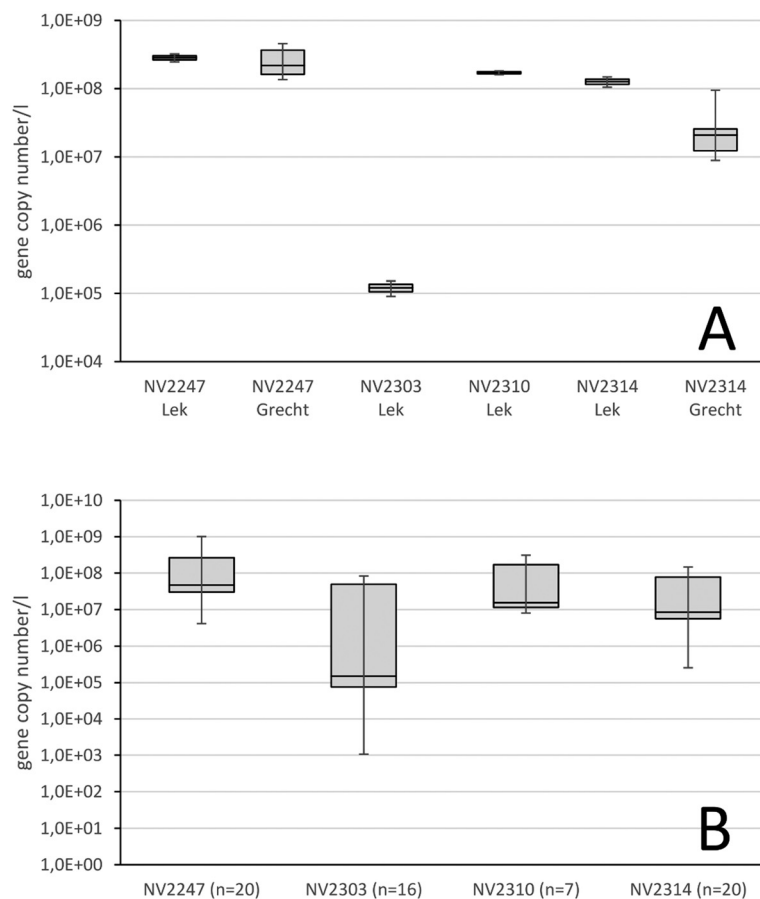 1,0E+09
1,0E+08
1,0E+07
1,0E+06
1,0E+05
1,0E+04
gene copy number/l
A
NV2247 NV2247 NV2303 NV2310 NV2314 NV2314
Lek Grecht Lek Lek Lek Grecht
1,0E+10
1,0E+09
1,0E+08
1,0E+07
1,0E+06
1,0E+05
1,0E+04
1,0E+03
1,0E+02
1,0E+01
1,0E+00
gene copy number/l
B
NV2247 (n=20) NV2303 (n=16) NV2310 (n=7) NV2314 (n=20)